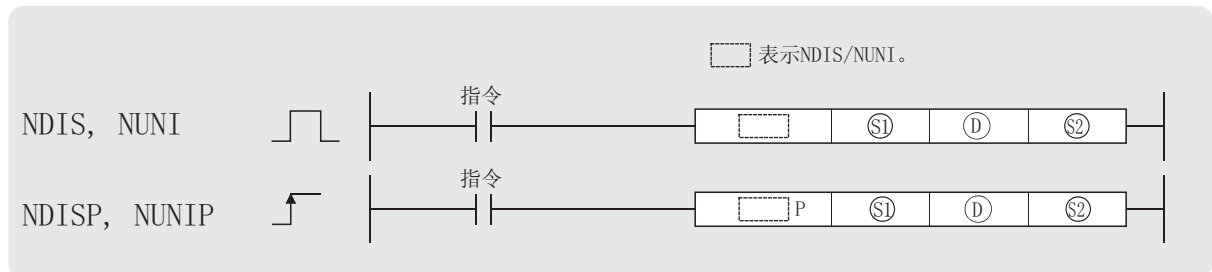 表示NDIS/NUNI。
指令
NDIS, NUNI S1 D S2
指令
NDISP, NUNIP P S1 D S2